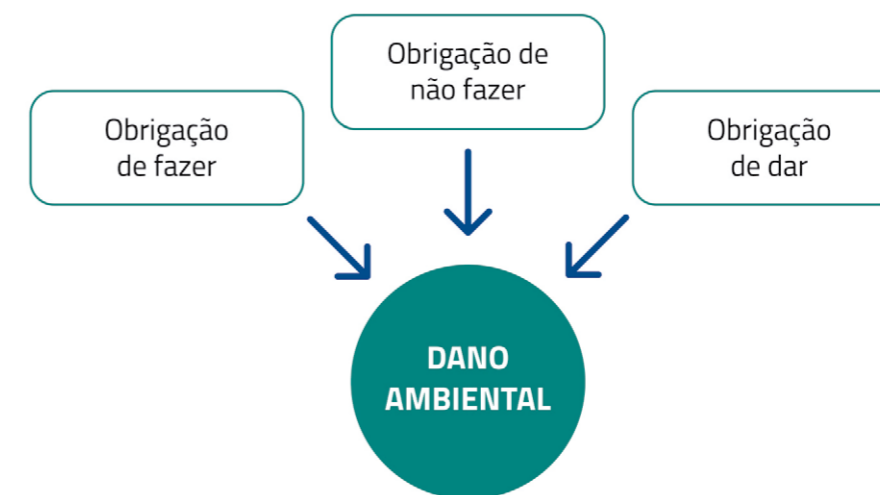 Obrigação
de fazer
Obrigação de
não fazer
Obrigação
de dar
DANO
AMBIENTAL